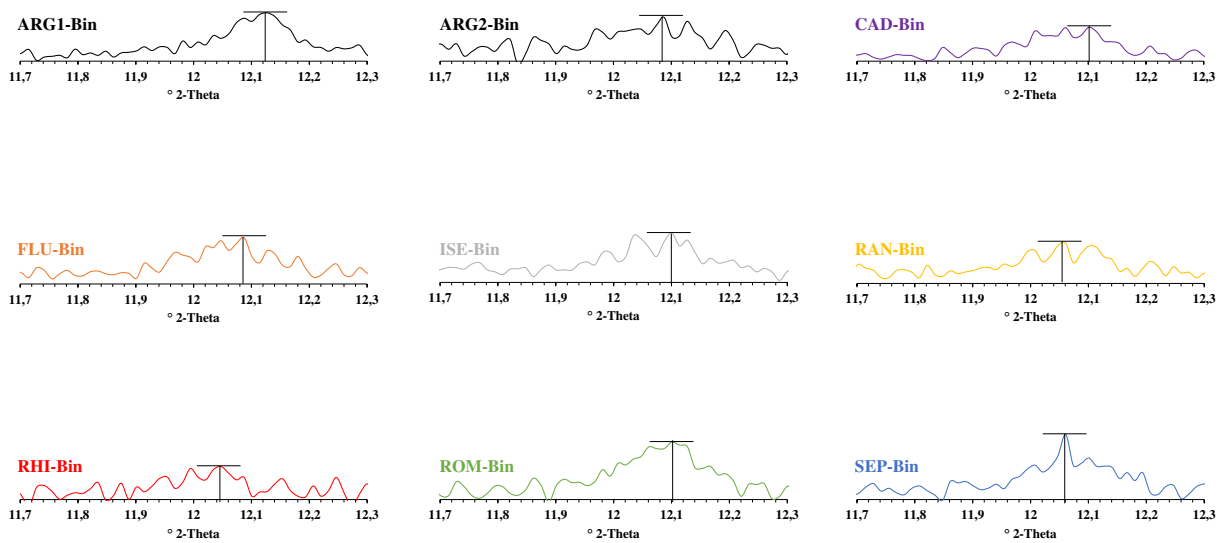 ARG1-Bin
11,7 11,8 11,9 12 12,1 12,2 12,3
° 2-Theta
ARG2-Bin
11,7 11,8 11,9 12 12,1 12,2 12,3
° 2-Theta
CAD-Bin
11,7 11,8 11,9 12 12,1 12,2 12,3
° 2-Theta
FLU-Bin
11,7 11,8 11,9 12 12,1 12,2 12,3
° 2-Theta
ISE-Bin
11,7 11,8 11,9 12 12,1 12,2 12,3
° 2-Theta
RAN-Bin
11,7 11,8 11,9 12 12,1 12,2 12,3
° 2-Theta
RHI-Bin
11,7 11,8 11,9 12 12,1 12,2 12,3
° 2-Theta
ROM-Bin
11,7 11,8 11,9 12 12,1 12,2 12,3
° 2-Theta
SEP-Bin
11,7 11,8 11,9 12 12,1 12,2 12,3
° 2-Theta